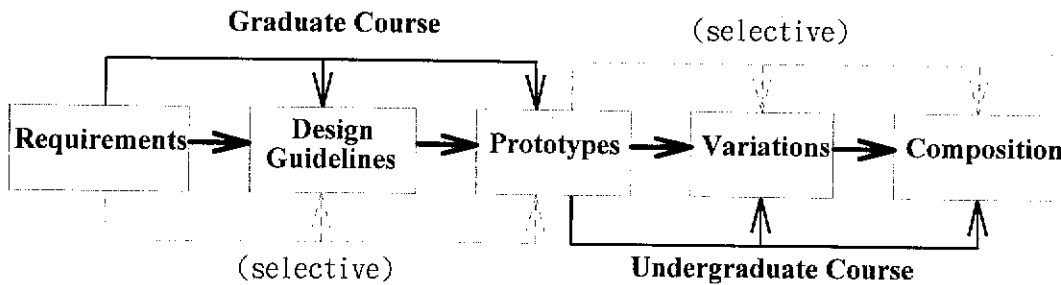 Graduate Course
(selective)
Requirements
Design
Guidelines
Prototypes
Variations
Composition
(selective)
Undergraduate Course